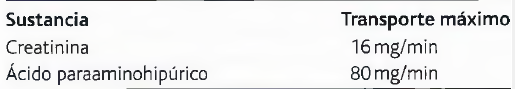 Sustancia Transporte máximo
Creatinina 16 mg/min
Ácido paraaminohipúrico 80 mg/min